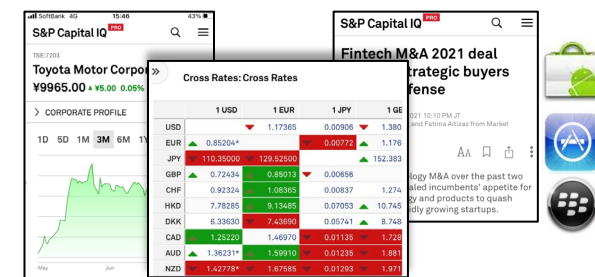 SoftBank 4G 15:46 43%
S&P Capital IQ PRO
TSE:7203
Toyota Motor Corpor
¥9965.00 ▲ ¥5.00 0.05%
> CORPORATE PROFILE
1D 5D 1M 3M 6M 1Y
May Jun
»
Cross Rates: Cross Rates
1 USD 1 EUR 1 JPY 1 GE
USD ▼ 1.17365 0.00906 ▼ 1.380
EUR ▲ 0.85204* ▼ 0.00772 ▲ 1.176
JPY ▼ 110.35000 ▼ 129.52500 ▲ 152.383
GBP ▲ 0.72434 ▲ 0.85013 ▼ 0.00656
CHF 0.92324 ▲ 1.08365 0.00837 1.274
HKD 7.78285 ▲ 9.13485 ▲ 0.07053 ▲ 10.745
DKK 6.33630 ▼ 7.43690 ▲ 0.05741 ▲ 8.748
CAD ▲ 1.25220 1.46970 ▼ 0.01135 ▼ 1.728
AUD ▲ 1.36231* ▲ 1.59910 ▼ 0.01235 ▼ 1.881
NZD ▼ 1.42778* ▼ 1.67585 ▼ 0.01293 ▼ 1.971
S&P Capital IQ PRO
Fintech M&A 2021 deal
trategic buyers
fense
021 10:10 PM JT
and Fatima Aitizaz from Market
AA
logy M&A over the past two
aled incumbents' appetite for
gy and products to quash
idly growing startups.